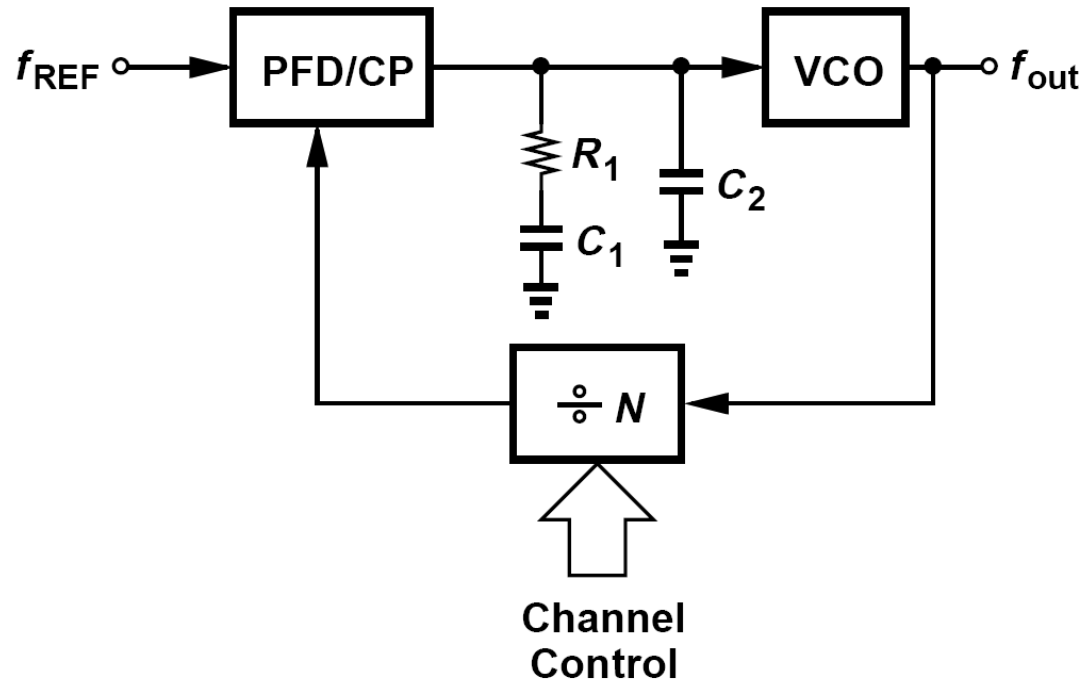 fREF
PFD/CP
VCO
fout
R1
C2
C1
÷ N
Channel
Control